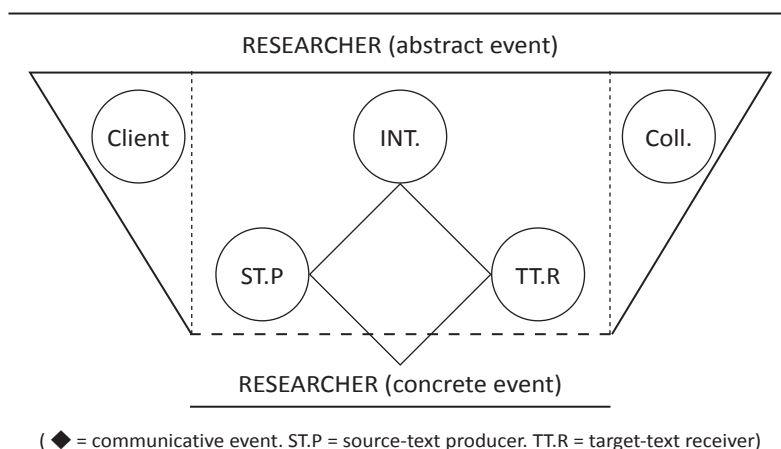 RESEARCHER (abstract event)
Client
INT.
Coll.
ST.P
TT.R
RESEARCHER (concrete event)
( ◆ = communicative event. ST.P = source-text producer. TT.R = target-text receiver)